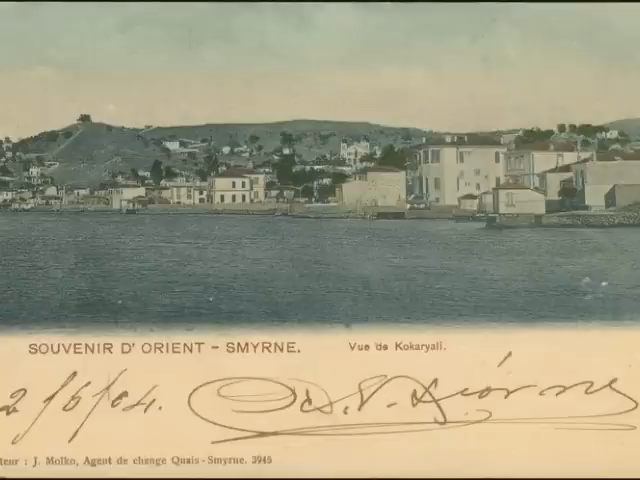 SOUVENIR D' ORIENT - SMYRNE. Vue de Kokaryali.
2/6/04.
teur : J. Molko, Agent de change Quais-Smyrne. 3945